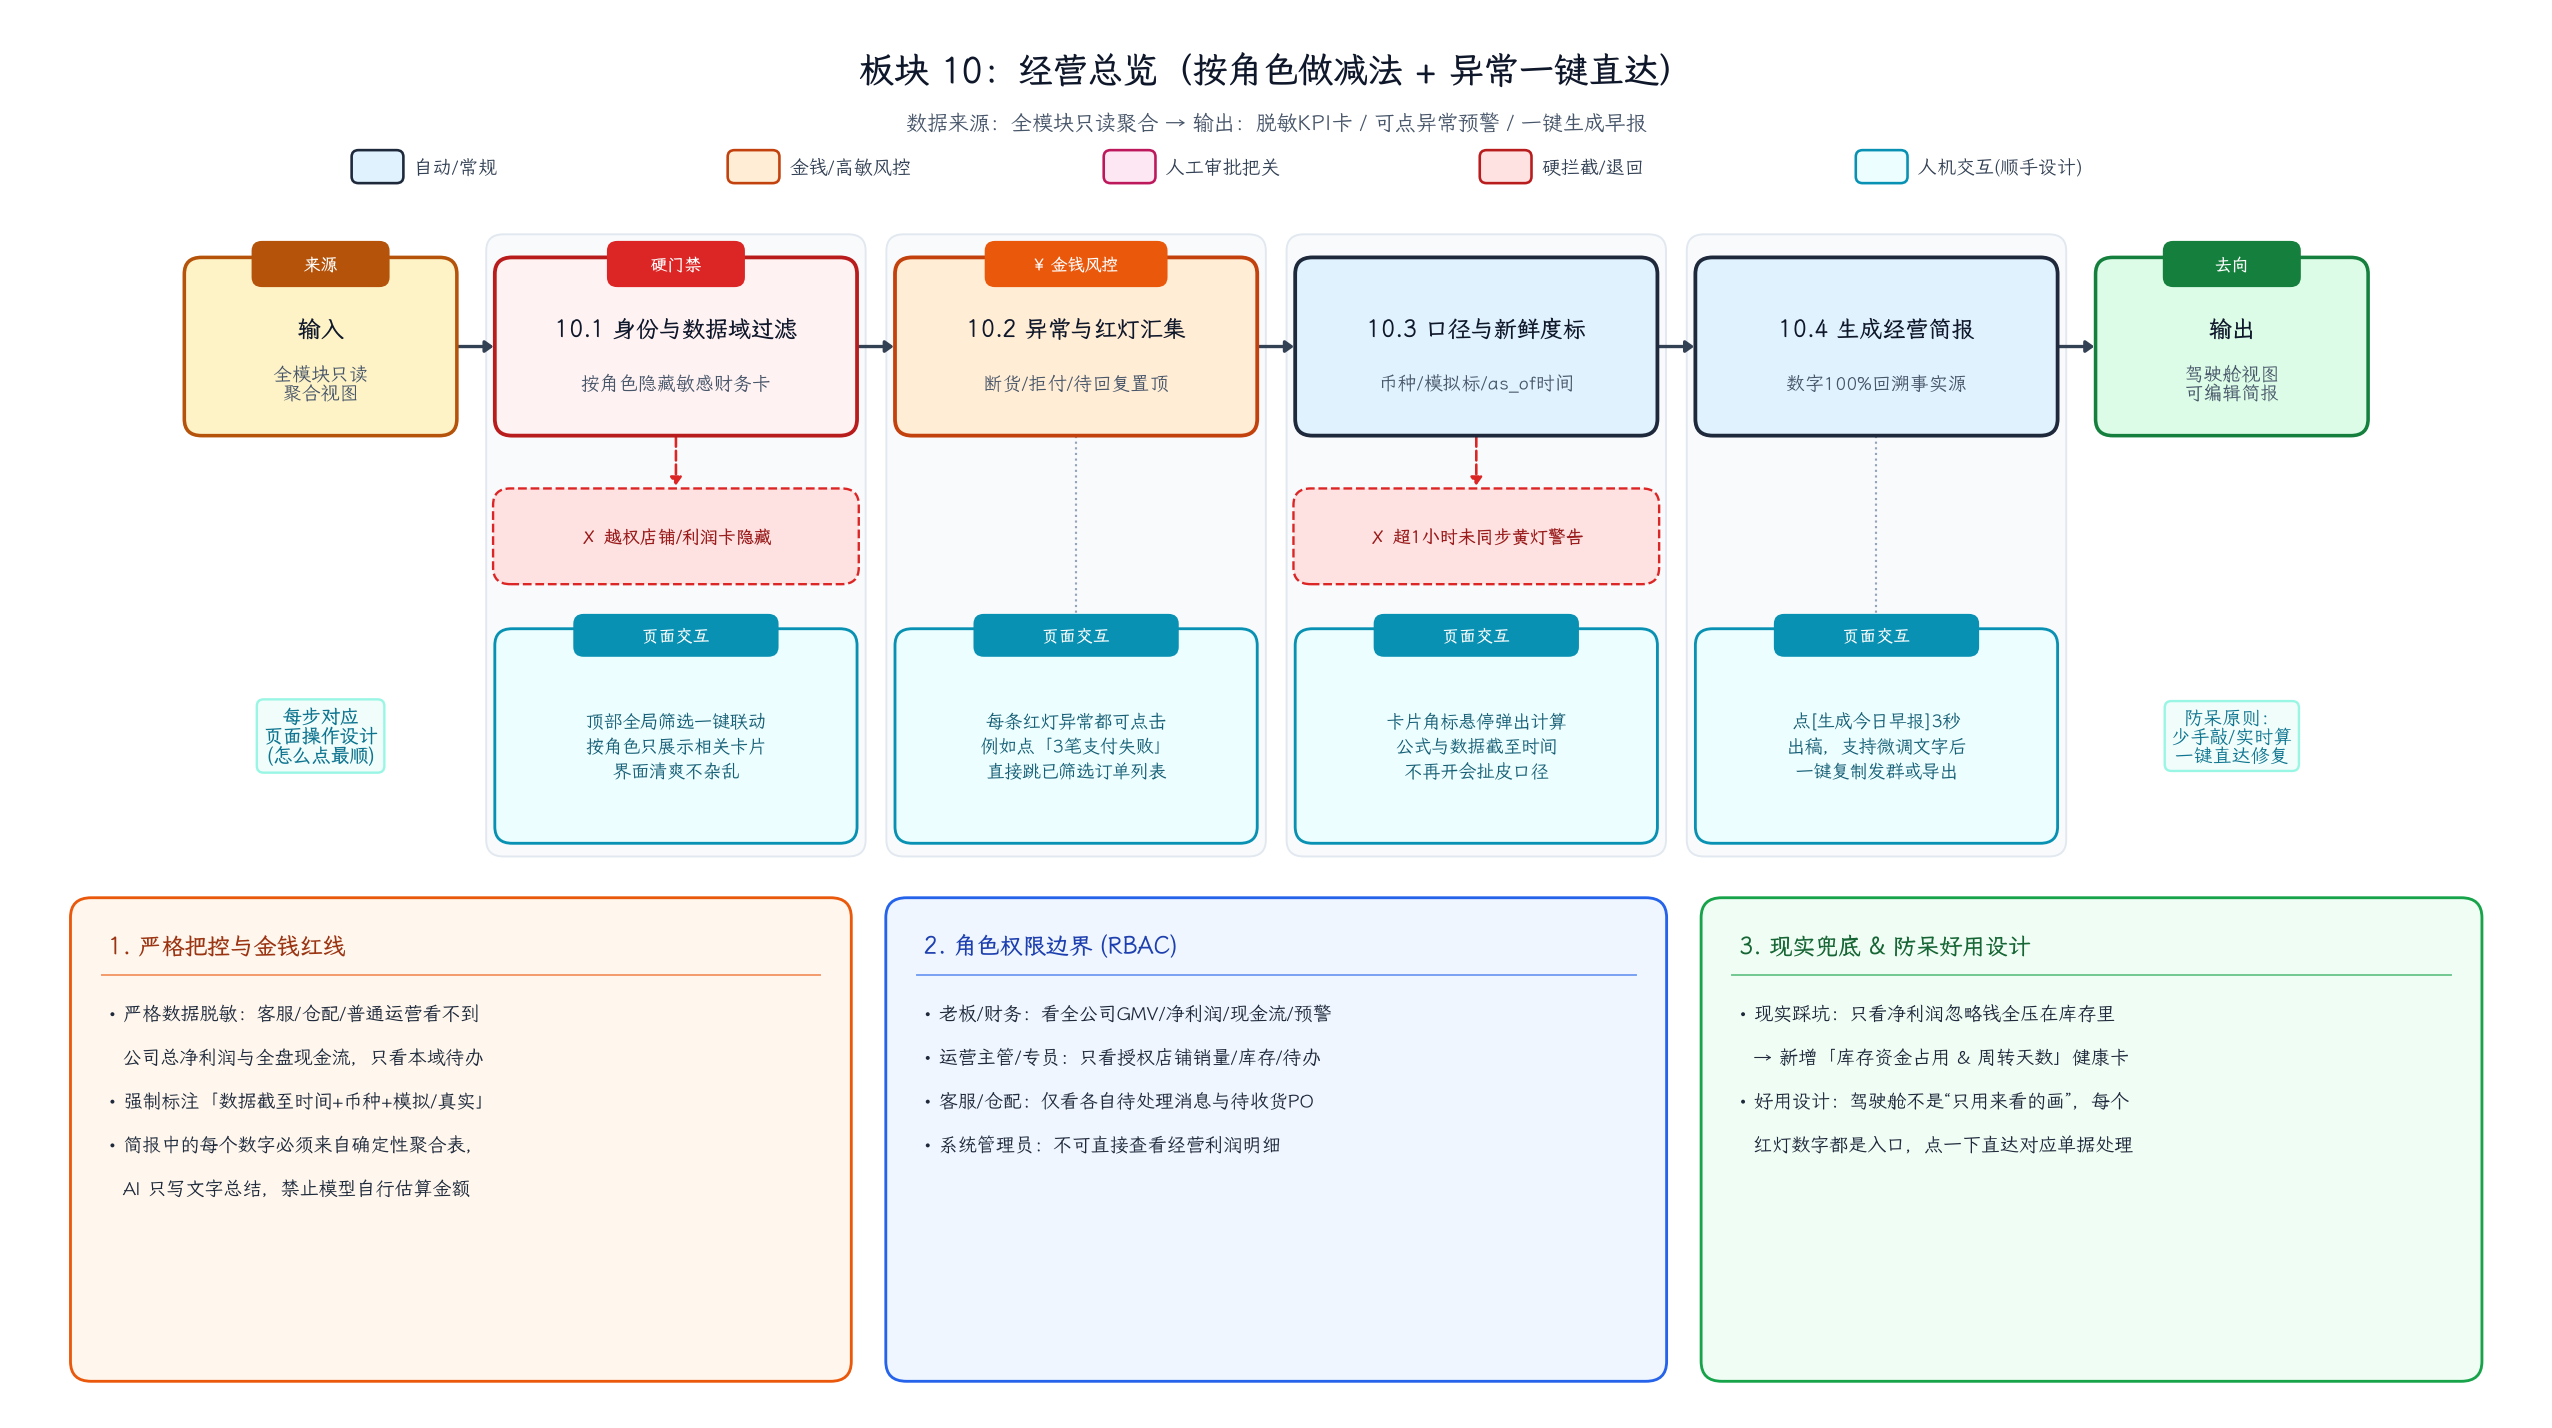 板块 10：经营总览（按角色做减法 + 异常一键直达）
数据来源：全模块只读聚合 → 输出：脱敏KPI卡 / 可点异常预警 / 一键生成早报
自动/常规
金钱/高敏风控
人工审批把关
硬拦截/退回
人机交互(顺手设计)
来源
输入
全模块只读
聚合视图
硬门禁
10.1 身份与数据域过滤
按角色隐藏敏感财务卡
¥ 金钱风控
10.2 异常与红灯汇集
断货/拒付/待回复置顶
10.3 口径与新鲜度标
币种/模拟标/as_of时间
10.4 生成经营简报
数字100%回溯事实源
去向
输出
驾驶舱视图
可编辑简报
X 越权店铺/利润卡隐藏
X 超1小时未同步黄灯警告
每步对应
页面操作设计
(怎么点最顺)
页面交互
顶部全局筛选一键联动
按角色只展示相关卡片
界面清爽不杂乱
页面交互
每条红灯异常都可点击
例如点「3笔支付失败」
直接跳已筛选订单列表
页面交互
卡片角标悬停弹出计算
公式与数据截至时间
不再开会扯皮口径
页面交互
点[生成今日早报]3秒
出稿，支持微调文字后
一键复制发群或导出
防呆原则：
少手敲/实时算
一键直达修复
1. 严格把控与金钱红线
• 严格数据脱敏：客服/仓配/普通运营看不到
公司总净利润与全盘现金流，只看本域待办
• 强制标注「数据截至时间+币种+模拟/真实」
• 简报中的每个数字必须来自确定性聚合表，
AI 只写文字总结，禁止模型自行估算金额
2. 角色权限边界 (RBAC)
• 老板/财务：看全公司GMV/净利润/现金流/预警
• 运营主管/专员：只看授权店铺销量/库存/待办
• 客服/仓配：仅看各自待处理消息与待收货PO
• 系统管理员：不可直接查看经营利润明细
3. 现实兜底 & 防呆好用设计
• 现实踩坑：只看净利润忽略钱全压在库存里
→ 新增「库存资金占用 & 周转天数」健康卡
• 好用设计：驾驶舱不是“只用来看的画”，每个
红灯数字都是入口，点一下直达对应单据处理